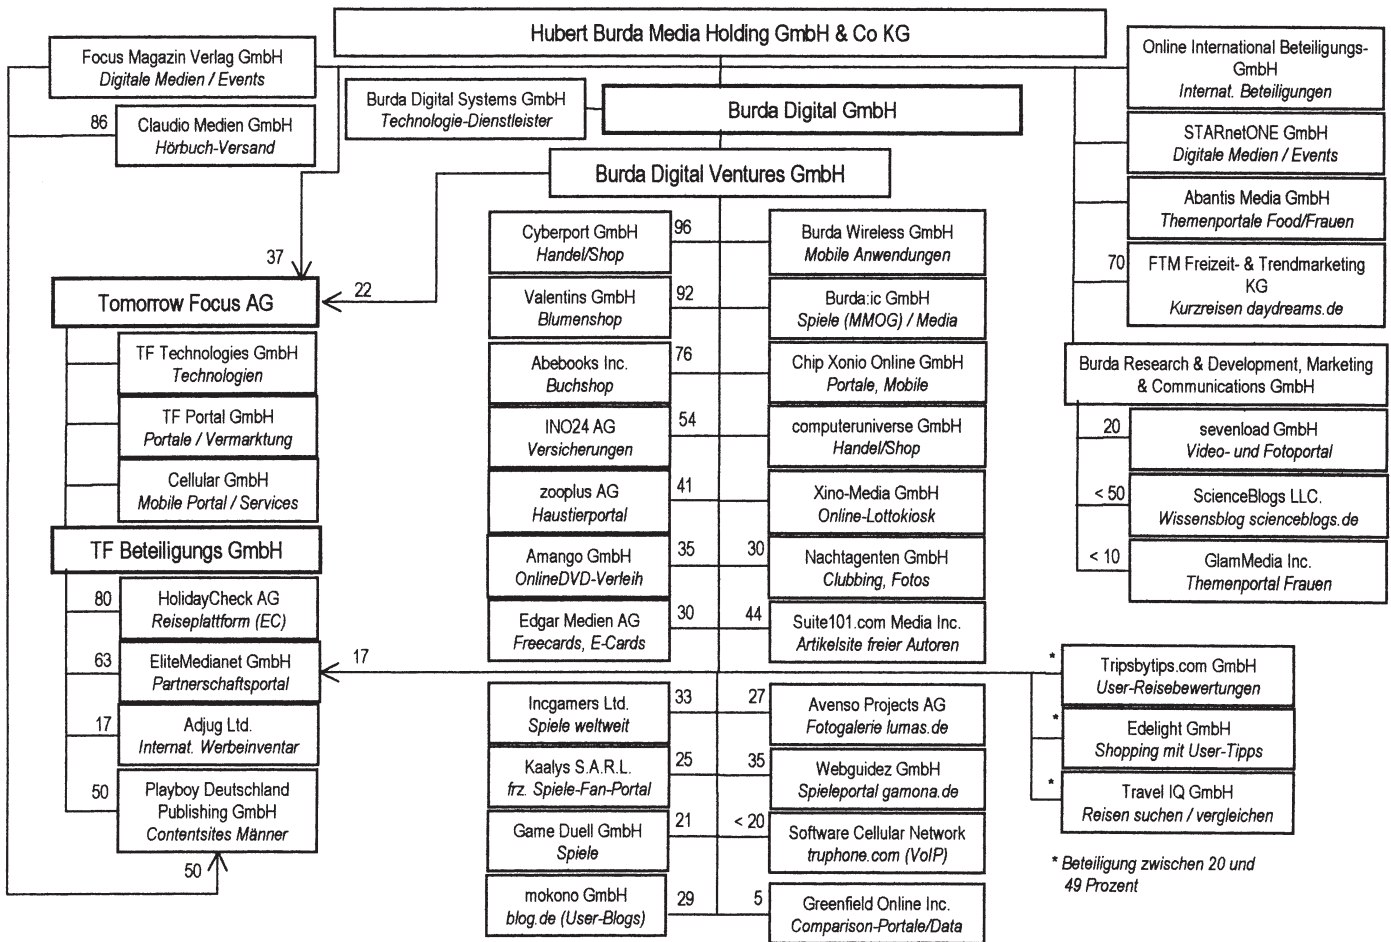 Hubert Burda Media Holding GmbH & Co KG
Focus Magazin Verlag GmbH
Digitale Medien / Events
86
Claudio Medien GmbH
Hörbuch-Versand
Burda Digital Systems GmbH
Technologie-Dienstleister
Burda Digital GmbH
Burda Digital Ventures GmbH
Online International Beteiligungs-
GmbH
Internat. Beteiligungen
STARnetONE GmbH
Digitale Medien / Events
Abantis Media GmbH
Themenportale Food/Frauen
70
FTM Freizeit- & Trendmarketing
KG
Kurzreisen daydreams.de
37
22
Tomorrow Focus AG
TF Technologies GmbH
Technologien
TF Portal GmbH
Portale / Vermarktung
Cellular GmbH
Mobile Portal / Services
TF Beteiligungs GmbH
80
HolidayCheck AG
Reiseplattform (EC)
63
EliteMedianet GmbH
Partnerschaftsportal
17
17
Adjug Ltd.
Internat. Werbeinventar
50
Playboy Deutschland
Publishing GmbH
Contentsites Männer
50
Cyberport GmbH
Handel/Shop
96
Burda Wireless GmbH
Mobile Anwendungen
Valentins GmbH
Blumenshop
92
Burda:ic GmbH
Spiele (MMOG) / Media
Abebooks Inc.
Buchshop
76
Chip Xonio Online GmbH
Portale, Mobile
INO24 AG
Versicherungen
54
computeruniverse GmbH
Handel/Shop
zooplus AG
Haustierportal
41
Xino-Media GmbH
Online-Lottokiosk
Amango GmbH
OnlineDVD-Verleih
35
30
Nachtagenten GmbH
Clubbing, Fotos
Edgar Medien AG
Freecards, E-Cards
30
44
Suite101.com Media Inc.
Artikelsite freier Autoren
Incgamers Ltd.
Spiele weltweit
33
27
Avenso Projects AG
Fotogalerie lumas.de
Kaalys S.A.R.L.
frz. Spiele-Fan-Portal
25
35
Webguidez GmbH
Spieleportal gamona.de
Game Duell GmbH
Spiele
21
< 20
Software Cellular Network
truphone.com (VoIP)
mokono GmbH
blog.de (User-Blogs)
29
5
Greenfield Online Inc.
Comparison-Portale/Data
Burda Research & Development, Marketing
& Communications GmbH
20
sevenload GmbH
Video- und Fotoportal
< 50
ScienceBlogs LLC.
Wissensblog scienceblogs.de
< 10
GlamMedia Inc.
Themenportal Frauen
*
Tripsbytips.com GmbH
User-Reisebewertungen
*
Edelight GmbH
Shopping mit User-Tipps
*
Travel IQ GmbH
Reisen suchen / vergleichen
* Beteiligung zwischen 20 und
49 Prozent